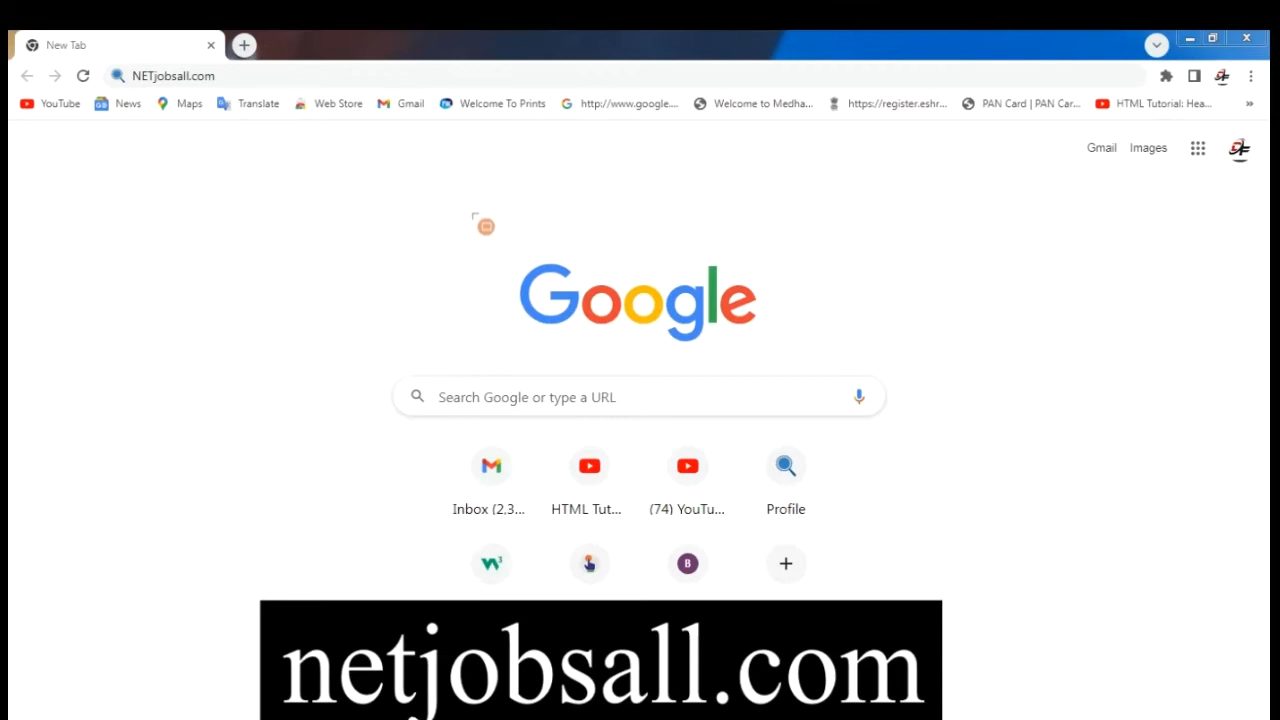 New Tab
NETjobsall.com
YouTube News Maps Translate Web Store Gmail Welcome To Prints http://www.google.... Welcome to Medha... https://register.eshr... PAN Card | PAN Car... HTML Tutorial: Hea... »
Gmail Images
Google
Search Google or type a URL
Inbox (2,3... HTML Tut... (74) YouTu... Profile
W3 B
netjobsall.com